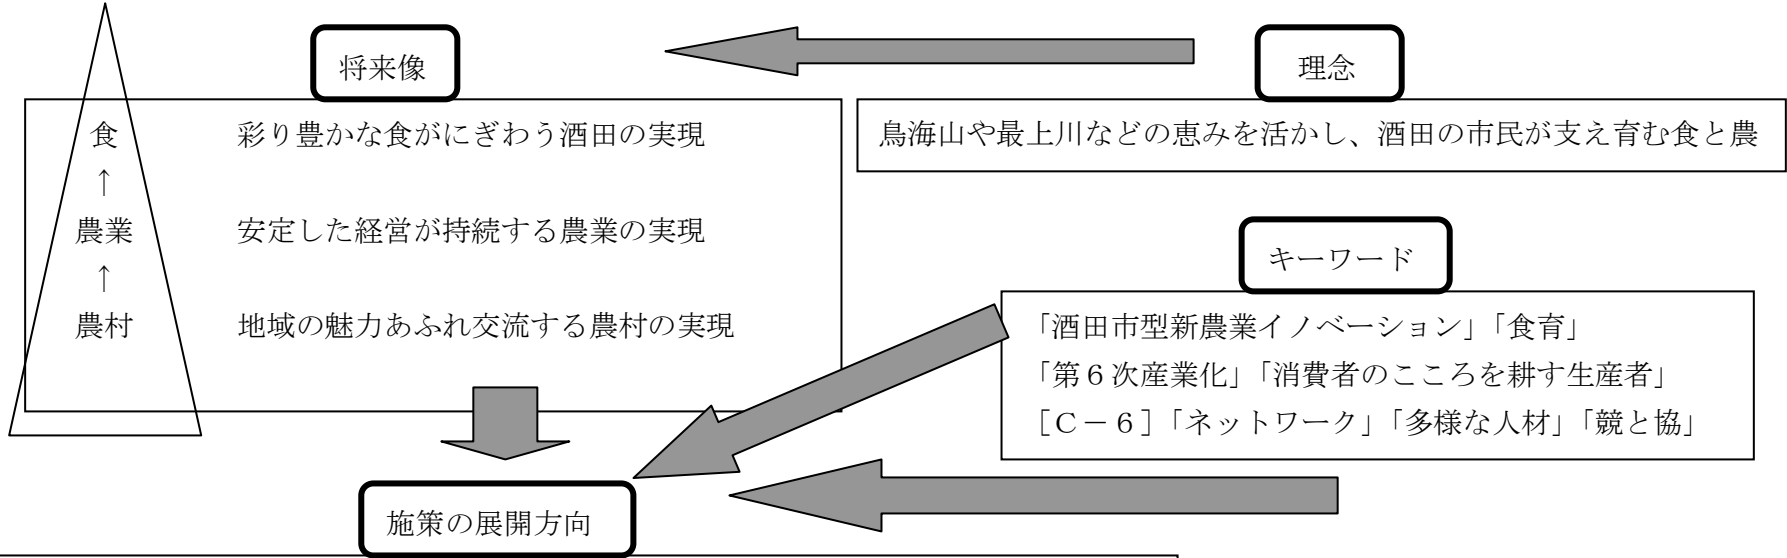 将来像
食
彩り豊かな食がにぎわう酒田の実現
↑
農業
安定した経営が持続する農業の実現
↑
農村
地域の魅力あふれ交流する農村の実現
理念
鳥海山や最上川などの恵みを活かし、酒田の市民が支え育む食と農
キーワード
「酒田市型新農業イノベーション」「食育」
「第６次産業化」「消費者のこころを耕す生産者」
［Ｃ－６］「ネットワーク」「多様な人材」「競と協」
施策の展開方向